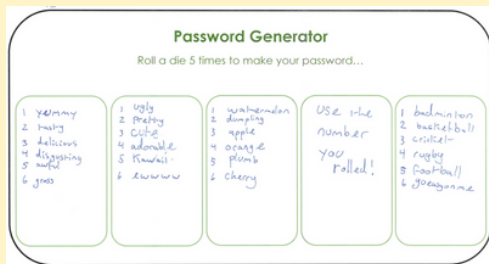 Password Generator
Roll a die 5 times to make your password...
1 yummy
2 tasty
3 delicious
4 disgusting
5 awful
6 gross
1 ugly
2 pretty
3 cute
4 adorable
5 Kawaii
6 ewwww
1 watermelon
2 dumpling
3 apple
4 orange
5 plumb
6 cherry
USE the
number
you
rolled!
1 badminton
2 basketball
3 cricket
4 rugby
5 football